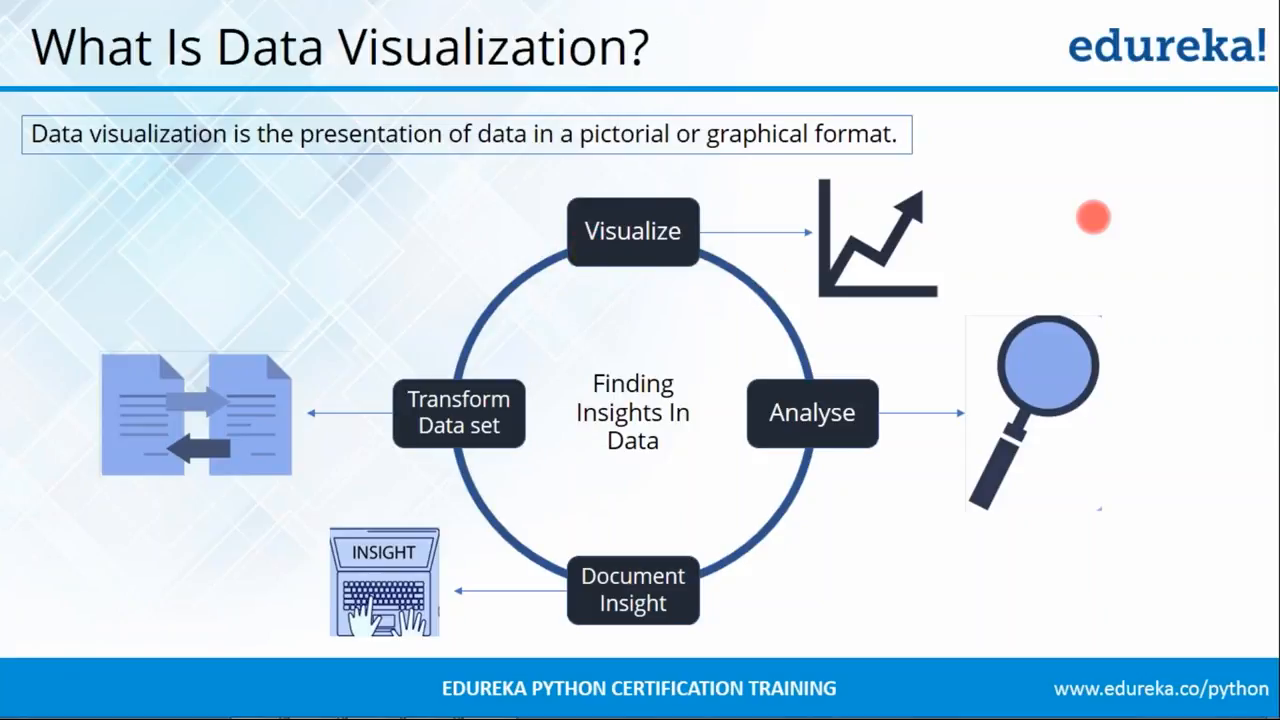 What Is Data Visualization?
edureka!
Data visualization is the presentation of data in a pictorial or graphical format.
Visualize
Transform
Data set
Finding
Insights In
Data
Analyse
INSIGHT
Document
Insight
EDUREKA PYTHON CERTIFICATION TRAINING
www.edureka.co/python